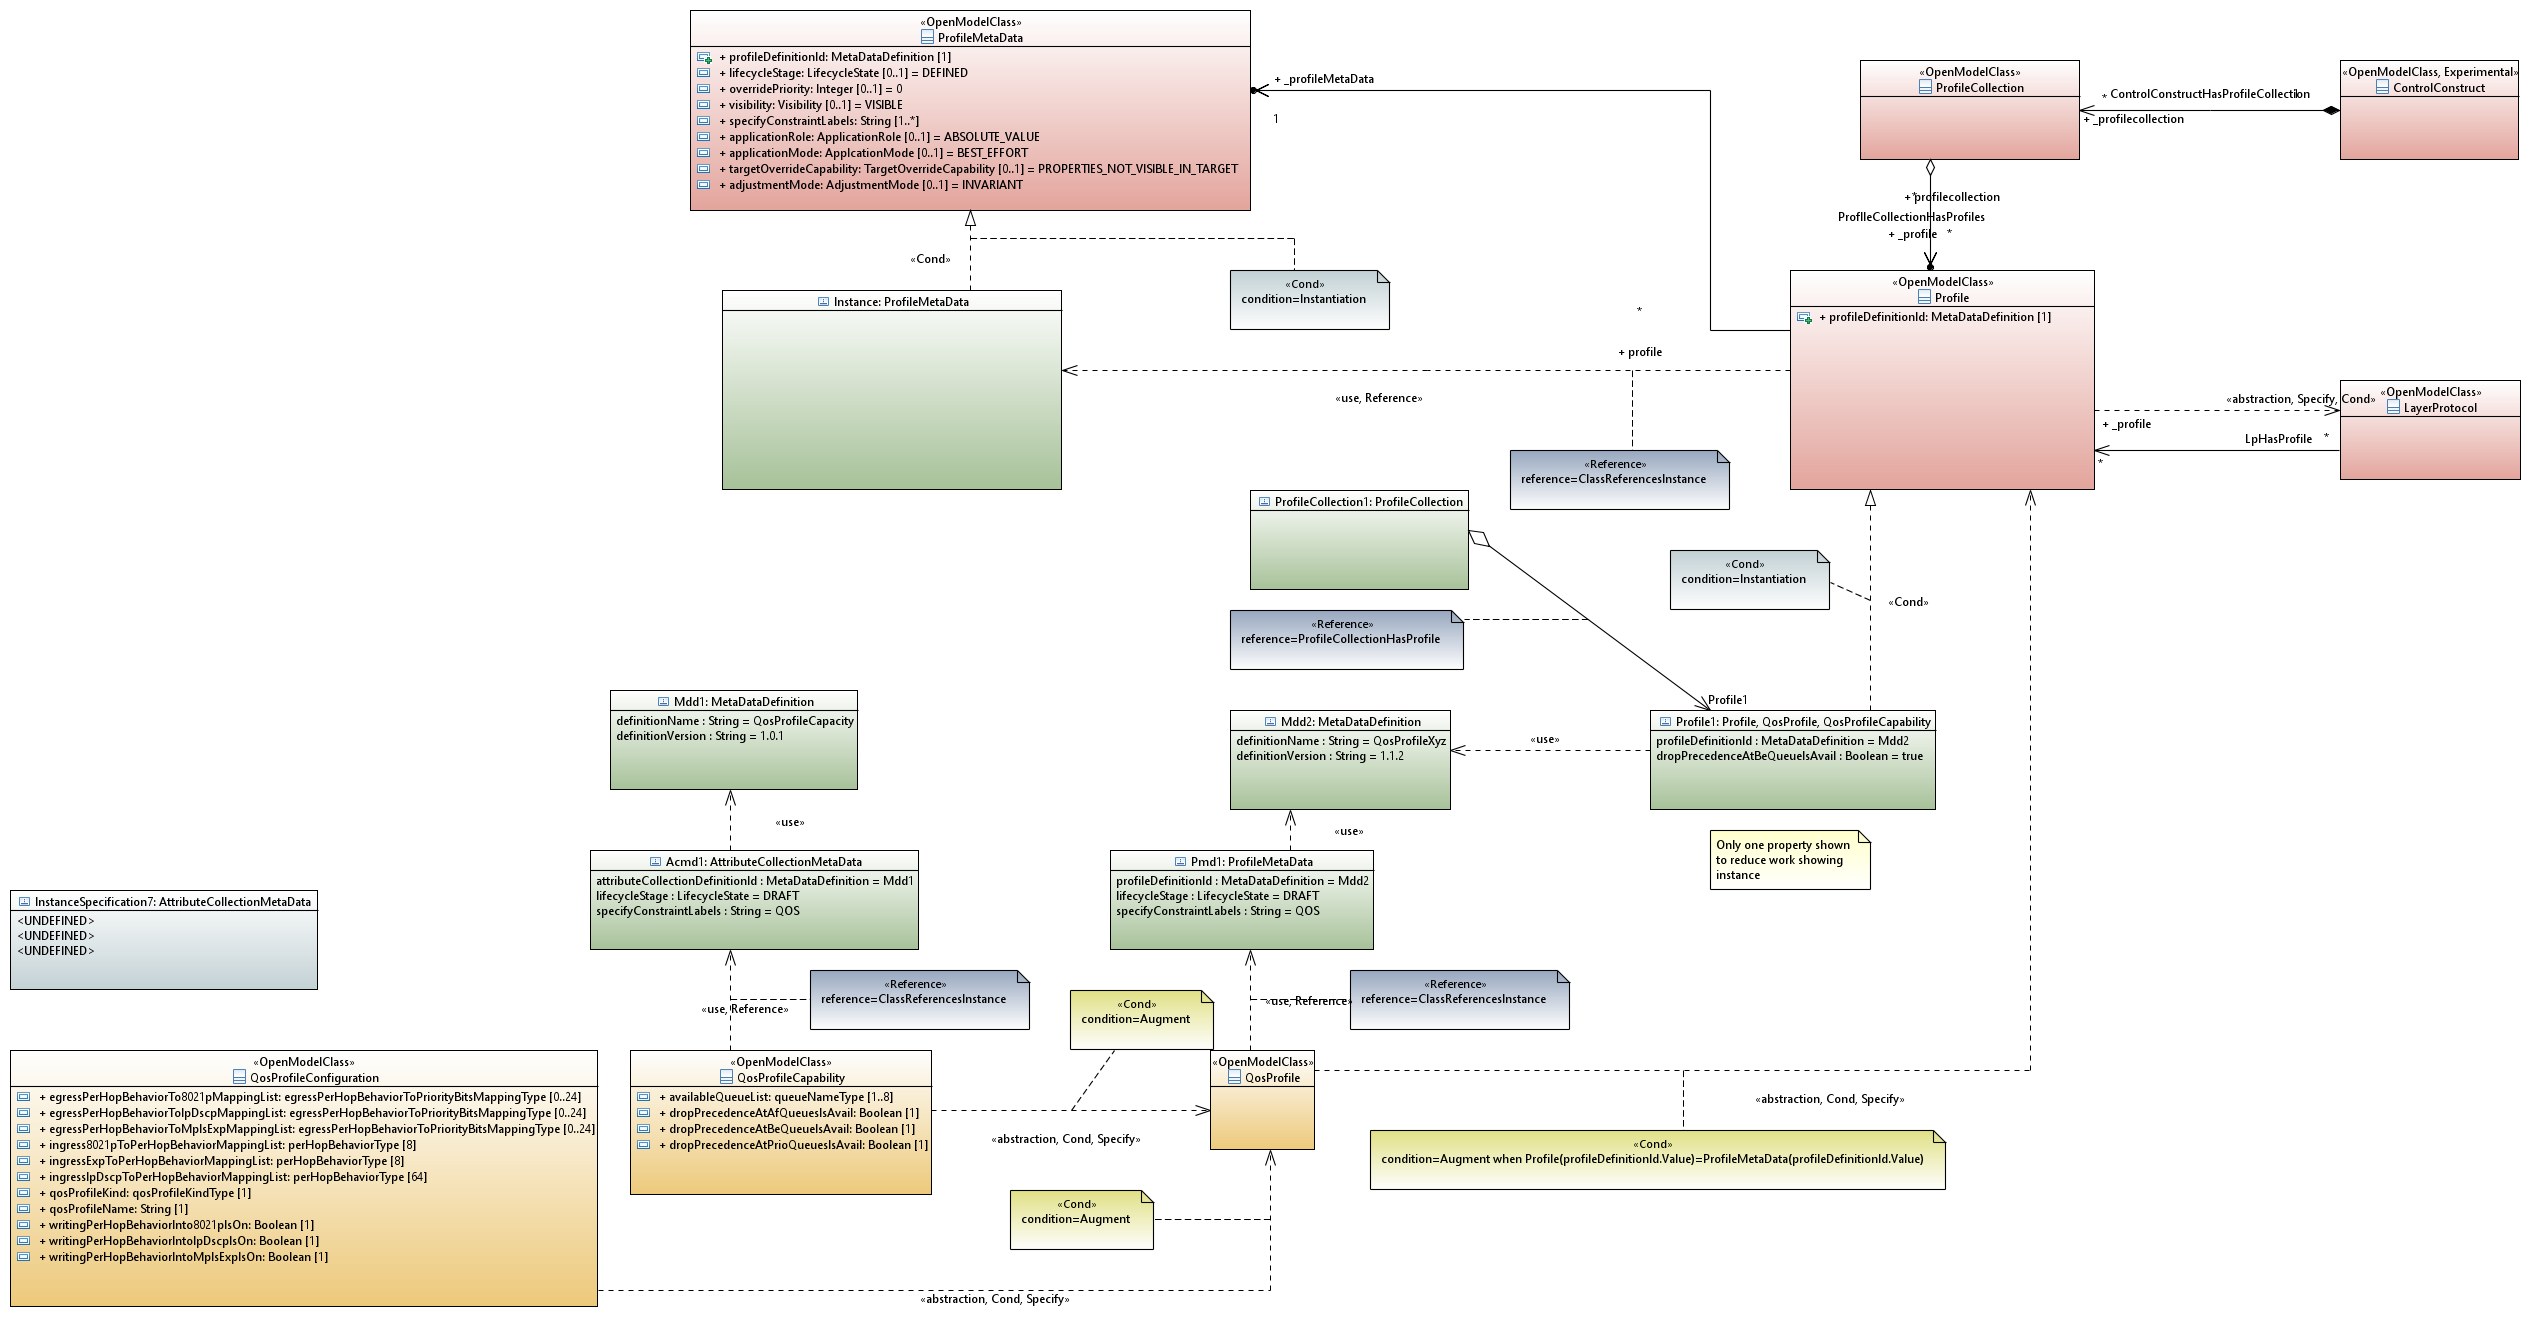 «OpenModelClass»
ProfileMetaData
+ profileDefinitionId: MetaDataDefinition [1]
+ lifecycleStage: LifecycleState [0..1] = DEFINED
+ overridePriority: Integer [0..1] = 0
+ visibility: Visibility [0..1] = VISIBLE
+ specifyConstraintLabels: String [1..*]
+ applicationRole: ApplicationRole [0..1] = ABSOLUTE_VALUE
+ applicationMode: ApplcationMode [0..1] = BEST_EFFORT
+ targetOverrideCapability: TargetOverrideCapability [0..1] = PROPERTIES_NOT_VISIBLE_IN_TARGET
+ adjustmentMode: AdjustmentMode [0..1] = INVARIANT
+ _profileMetaData
1
«OpenModelClass»
ProfileCollection
* ControlConstructHasProfileCollection
+ _profilecollection
«OpenModelClass, Experimental»
ControlConstruct
+ profilecollection
*
ProfIleCollectionHasProfiles
+ _profile *
«Cond»
«Cond»
condition=Instantiation
Instance: ProfileMetaData
«OpenModelClass»
Profile
+ profileDefinitionId: MetaDataDefinition [1]
*
+ profile
«use, Reference»
«abstraction, Specify, Cond»
«OpenModelClass»
LayerProtocol
+ _profile
LpHasProfile *
*
«Reference»
reference=ClassReferencesInstance
ProfileCollection1: ProfileCollection
«Cond»
condition=Instantiation
«Cond»
«Reference»
reference=ProfileCollectionHasProfile
Profile1
Mdd1: MetaDataDefinition
definitionName : String = QosProfileCapacity
definitionVersion : String = 1.0.1
Mdd2: MetaDataDefinition
definitionName : String = QosProfileXyz
definitionVersion : String = 1.1.2
«use»
Profile1: Profile, QosProfile, QosProfileCapability
profileDefinitionId : MetaDataDefinition = Mdd2
dropPrecedenceAtBeQueueIsAvail : Boolean = true
«use»
«use»
Only one property shown
to reduce work showing
instance
Acmd1: AttributeCollectionMetaData
attributeCollectionDefinitionId : MetaDataDefinition = Mdd1
lifecycleStage : LifecycleState = DRAFT
specifyConstraintLabels : String = QOS
Pmd1: ProfileMetaData
profileDefinitionId : MetaDataDefinition = Mdd2
lifecycleStage : LifecycleState = DRAFT
specifyConstraintLabels : String = QOS
InstanceSpecification7: AttributeCollectionMetaData
<UNDEFINED>
<UNDEFINED>
<UNDEFINED>
«use, Reference»
«Reference»
reference=ClassReferencesInstance
«Cond»
condition=Augment
«use, Reference»
«Reference»
reference=ClassReferencesInstance
«OpenModelClass»
QosProfileConfiguration
+ egressPerHopBehaviorTo8021pMappingList: egressPerHopBehaviorToPriorityBitsMappingType [0..24]
+ egressPerHopBehaviorToIpDscpMappingList: egressPerHopBehaviorToPriorityBitsMappingType [0..24]
+ egressPerHopBehaviorToMplsExpMappingList: egressPerHopBehaviorToPriorityBitsMappingType [0..24]
+ ingress8021pToPerHopBehaviorMappingList: perHopBehaviorType [8]
+ ingressExpToPerHopBehaviorMappingList: perHopBehaviorType [8]
+ ingressIpDscpToPerHopBehaviorMappingList: perHopBehaviorType [64]
+ qosProfileKind: qosProfileKindType [1]
+ qosProfileName: String [1]
+ writingPerHopBehaviorInto8021pIsOn: Boolean [1]
+ writingPerHopBehaviorIntoIpDscpIsOn: Boolean [1]
+ writingPerHopBehaviorIntoMplsExpIsOn: Boolean [1]
«OpenModelClass»
QosProfileCapability
+ availableQueueList: queueNameType [1..8]
+ dropPrecedenceAtAfQueuesIsAvail: Boolean [1]
+ dropPrecedenceAtBeQueueIsAvail: Boolean [1]
+ dropPrecedenceAtPrioQueueIsAvail: Boolean [1]
«OpenModelClass»
QosProfile
«abstraction, Cond, Specify»
«abstraction, Cond, Specify»
«Cond»
condition=Augment when Profile(profileDefinitionId.Value)=ProfileMetaData(profileDefinitionId.Value)
«Cond»
condition=Augment
«abstraction, Cond, Specify»